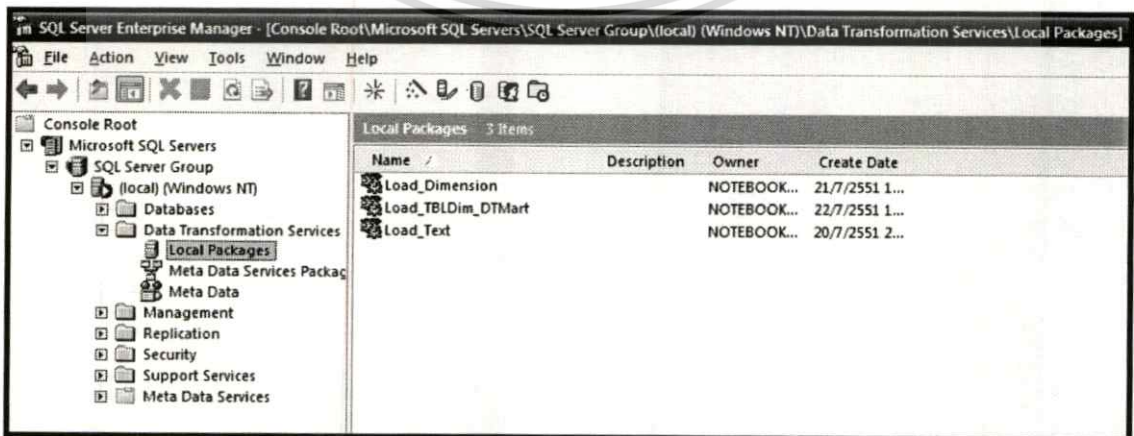 SQL Server Enterprise Manager - [Console Root\Microsoft SQL Servers\SQL Server Group\(local) (Windows NT)\Data Transformation Services\Local Packages]
File Action View Tools Window Help
Console Root
Microsoft SQL Servers
SQL Server Group
(local) (Windows NT)
Databases
Data Transformation Services
Local Packages
Meta Data Services Packag
Meta Data
Management
Replication
Security
Support Services
Meta Data Services
Local Packages 3 Items
Name Description Owner Create Date
Load_Dimension NOTEBOOK... 21/7/2551 1...
Load_TBLDim_DTMart NOTEBOOK... 22/7/2551 1...
Load_Text NOTEBOOK... 20/7/2551 2...